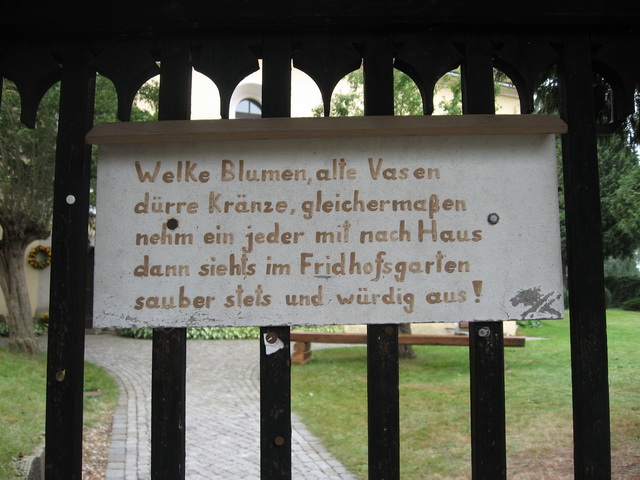 Welke Blumen, alte Vasen
dürre Kränze, gleichermaßen
nehm ein jeder mit nach Haus
dann siehts im Fridhofsgarten
sauber stets und würdig aus!